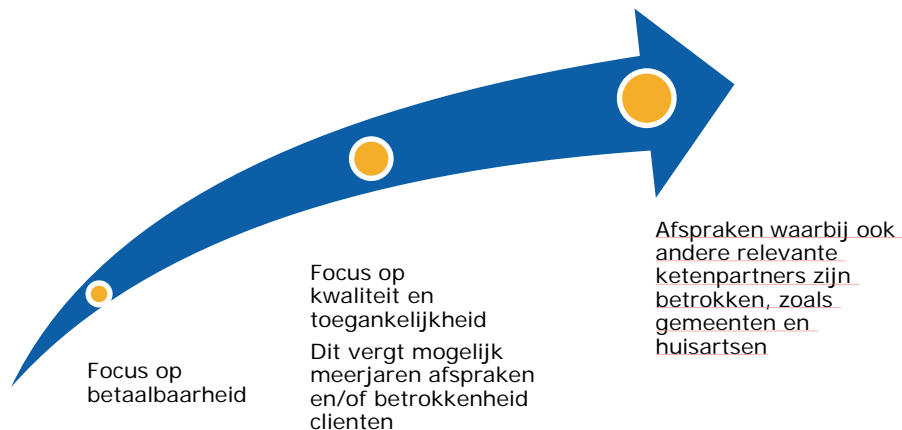 Focus op
betaalbaarheid
Focus op
kwaliteit en
toegankelijkheid
Dit vergt mogelijk
meerjaren afspraken
en/of betrokkenheid
clienten
Afspraken waarbij ook
andere relevante
ketenpartners zijn
betrokken, zoals
gemeenten en
huisartsen